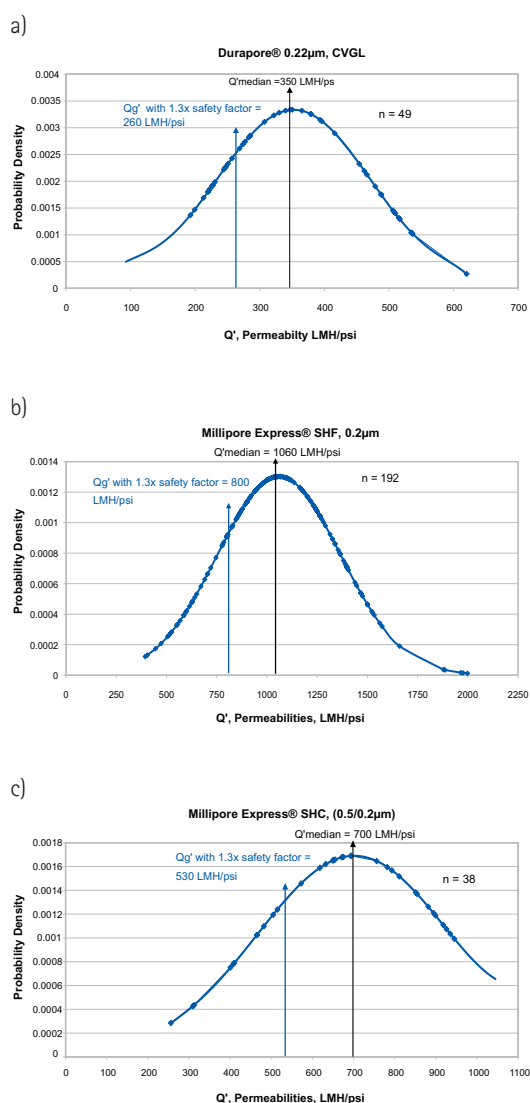 a)
Durapore® 0.22µm, CVGL
Q'median =350 LMH/ps
Qg' with 1.3x safety factor =
260 LMH/psi
n = 49
0.004
0.0035
0.003
0.0025
0.002
0.0015
0.001
0.0005
0
Probability Density
0 100 200 300 400 500 600 700
Q', Permeabilty LMH/psi
b)
Millipore Express® SHF, 0.2µm
Q'median = 1060 LMH/psi
Qg' with 1.3x safety factor = 800
LMH/psi
n = 192
0.0014
0.0012
0.001
0.0008
0.0006
0.0004
0.0002
0
Probability Density
0 250 500 750 1000 1250 1500 1750 2000 2250
Q', Permeabilities, LMH/psi
c)
Millipore Express® SHC, (0.5/0.2µm)
Q'median = 700 LMH/psi
Qg' with 1.3x safety factor =
530 LMH/psi
n = 38
0.0018
0.0016
0.0014
0.0012
0.001
0.0008
0.0006
0.0004
0.0002
0
Probability Density
0 100 200 300 400 500 600 700 800 900 1000
Q', Permeabilities, LMH/psi